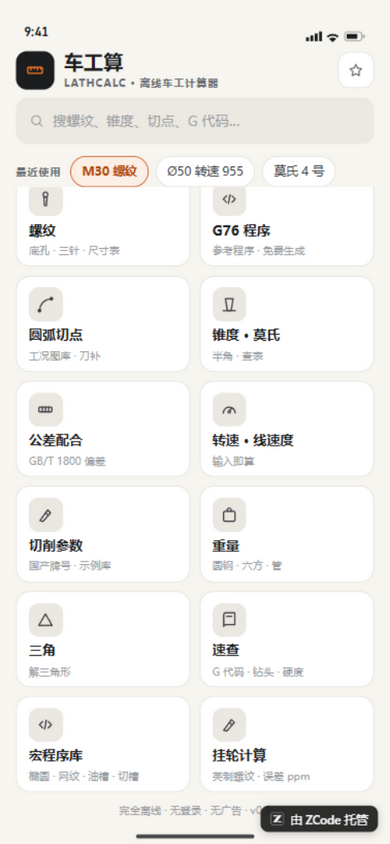 9:41
车工算
LATHCALC • 离线车工计算器
搜螺纹、锥度、切点、G 代码...
最近使用 M30 螺纹 Ø50 转速 955 莫氏 4 号
螺纹
底孔 · 三针 · 尺寸表
G76 程序
参考程序 · 免费生成
圆弧切点
工况图库 · 刀补
锥度 • 莫氏
半角 · 查表
公差配合
GB/T 1800 偏差
转速 • 线速度
输入即算
切削参数
国产牌号 · 示例库
重量
圆钢 · 六方 · 管
三角
解三角形
速查
G 代码 · 钻头 · 硬度
宏程序库
椭圆 · 网纹 · 油槽 · 切槽
挂轮计算
英制螺纹 · 误差 ppm
完全离线 · 无登录 · 无广告 · v0
由 ZCode 托管